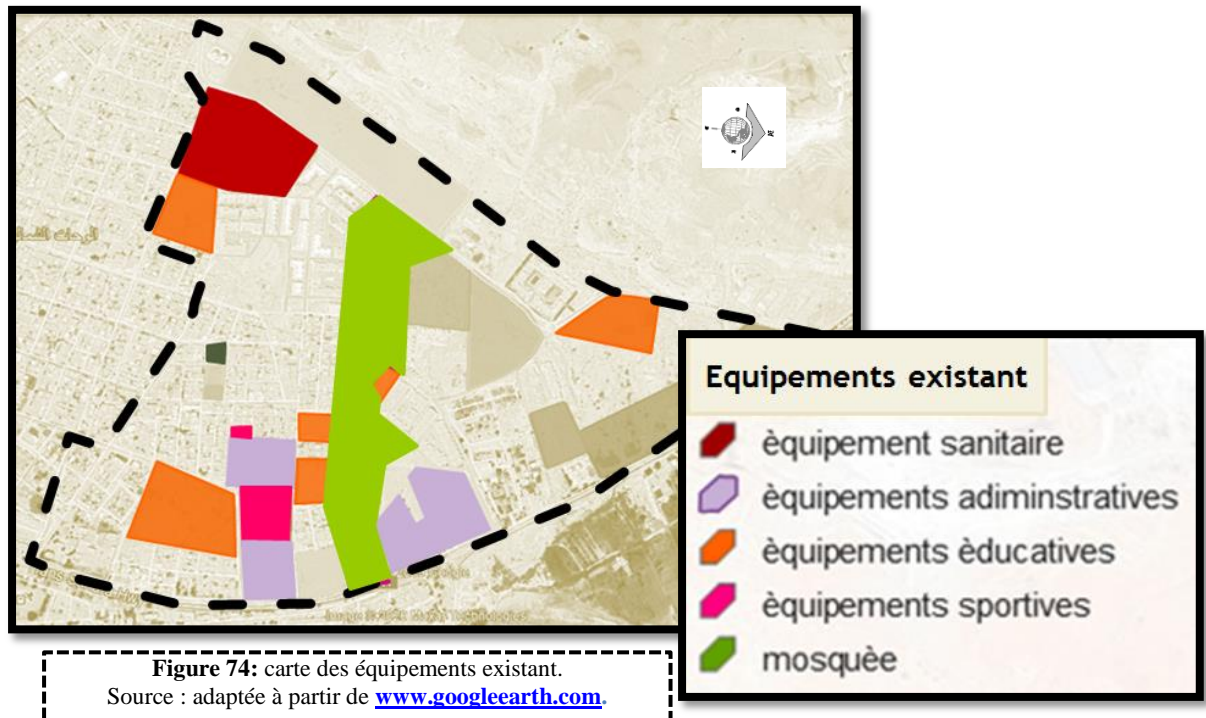 Equipements existant
èquipement sanitaire
èquipements adiminstratives
èquipements èducatives
èquipements sportives
mosquèe
Figure 74: carte des équipements existant.
Source : adaptée à partir de www.googleearth.com.